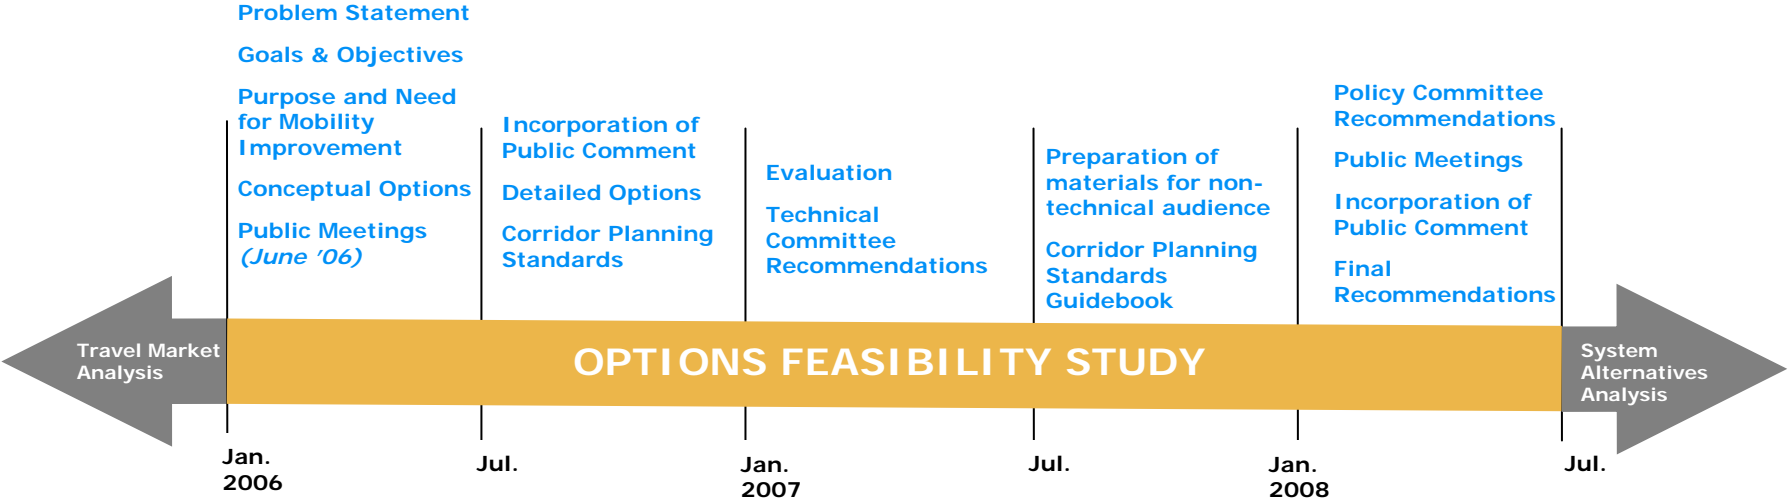 Problem Statement
Goals & Objectives
Purpose and Need
for Mobility
Improvement
Conceptual Options
Public Meetings
(June '06)
Incorporation of
Public Comment
Detailed Options
Corridor Planning
Standards
Evaluation
Technical
Committee
Recommendations
Preparation of
materials for non-
technical audience
Corridor Planning
Standards
Guidebook
Policy Committee
Recommendations
Public Meetings
Incorporation of
Public Comment
Final
Recommendations
Travel Market
Analysis
OPTIONS FEASIBILITY STUDY
System
Alternatives
Analysis
Jan.
2006
Jul.
Jan.
2007
Jul.
Jan.
2008
Jul.